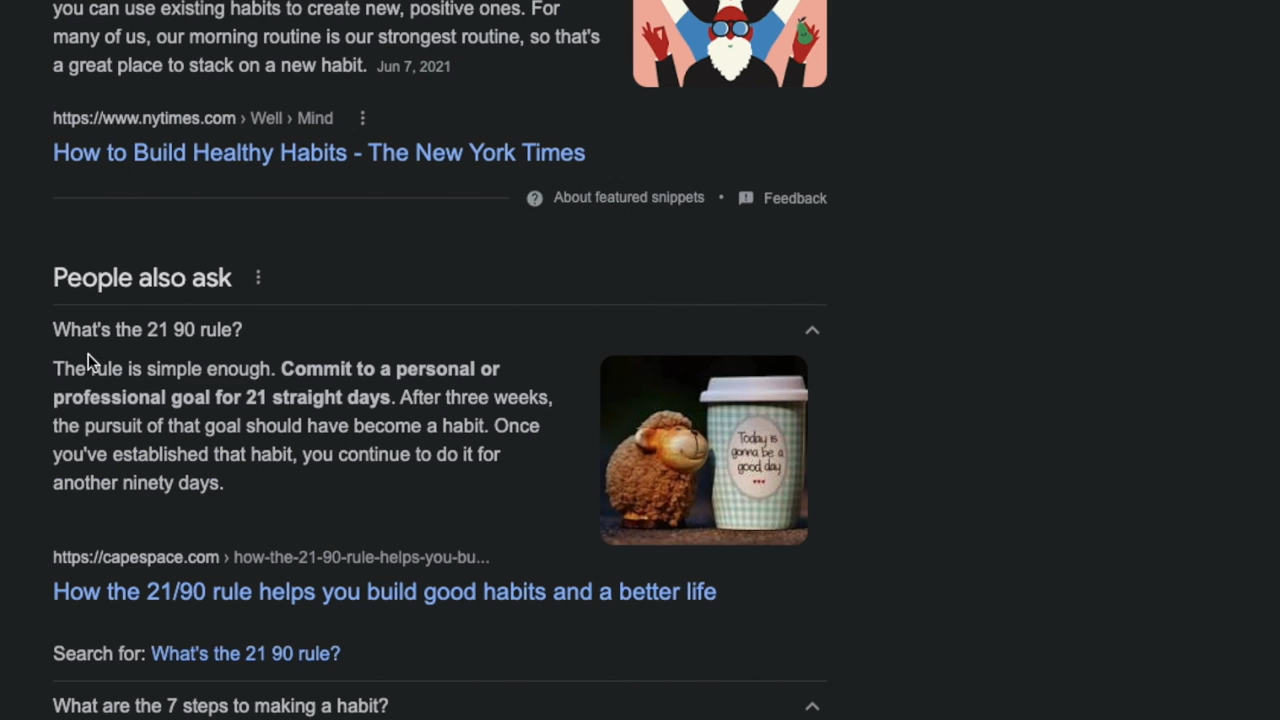 you can use existing habits to create new, positive ones. For
many of us, our morning routine is our strongest routine, so that's
a great place to stack on a new habit. Jun 7, 2021
https://www.nytimes.com › Well › Mind
How to Build Healthy Habits - The New York Times
About featured snippets • Feedback
People also ask
What's the 21 90 rule?
The rule is simple enough. Commit to a personal or
professional goal for 21 straight days. After three weeks,
the pursuit of that goal should have become a habit. Once
you've established that habit, you continue to do it for
another ninety days.
Today is
gonna be a
good day
https://capespace.com › how-the-21-90-rule-helps-you-bu...
How the 21/90 rule helps you build good habits and a better life
Search for: What's the 21 90 rule?
What are the 7 steps to making a habit?